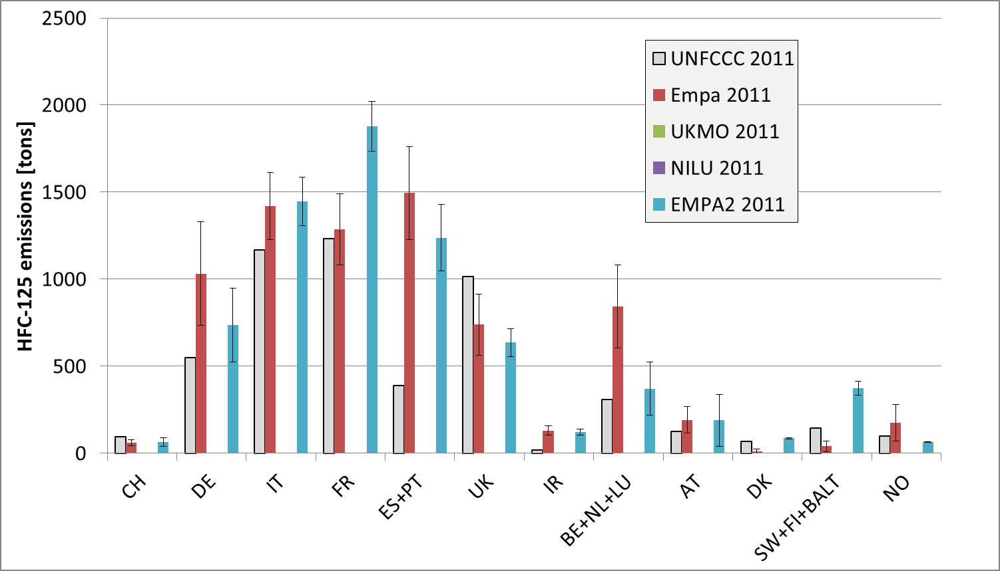 2500
2000
1500
1000
500
0
HFC-125 emissions [tons]
UNFCCC 2011
Empa 2011
UKMO 2011
NILU 2011
EMPA2 2011
CH
DE
IT
FR
ES+PT
UK
IR
BE+NL+LU
AT
DK
SW+FI+BALT
NO